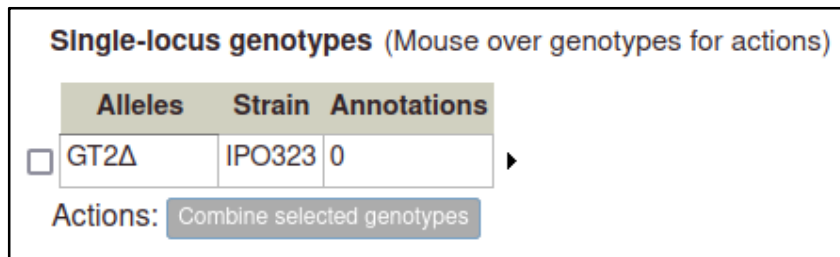 Single-locus genotypes (Mouse over genotypes for actions)
Alleles Strain Annotations
GT2Δ IPO323 0
Actions: Combine selected genotypes